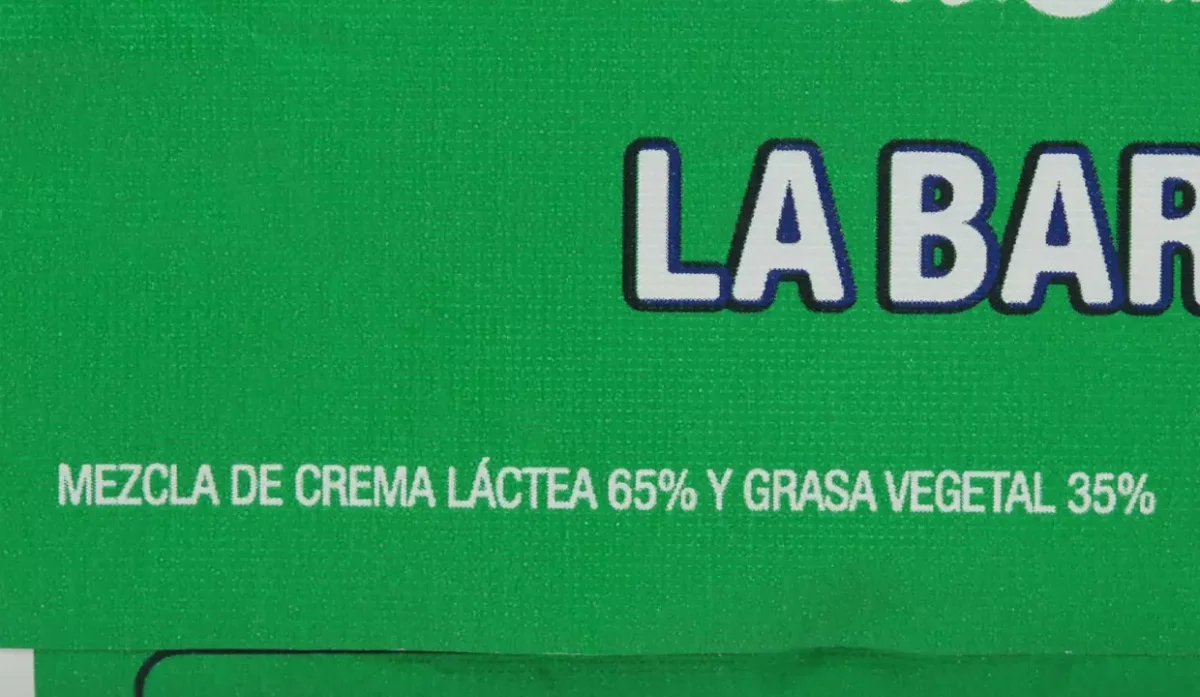 LA BAR
MEZCLA DE CREMA LÁCTEA 65% Y GRASA VEGETAL 35%